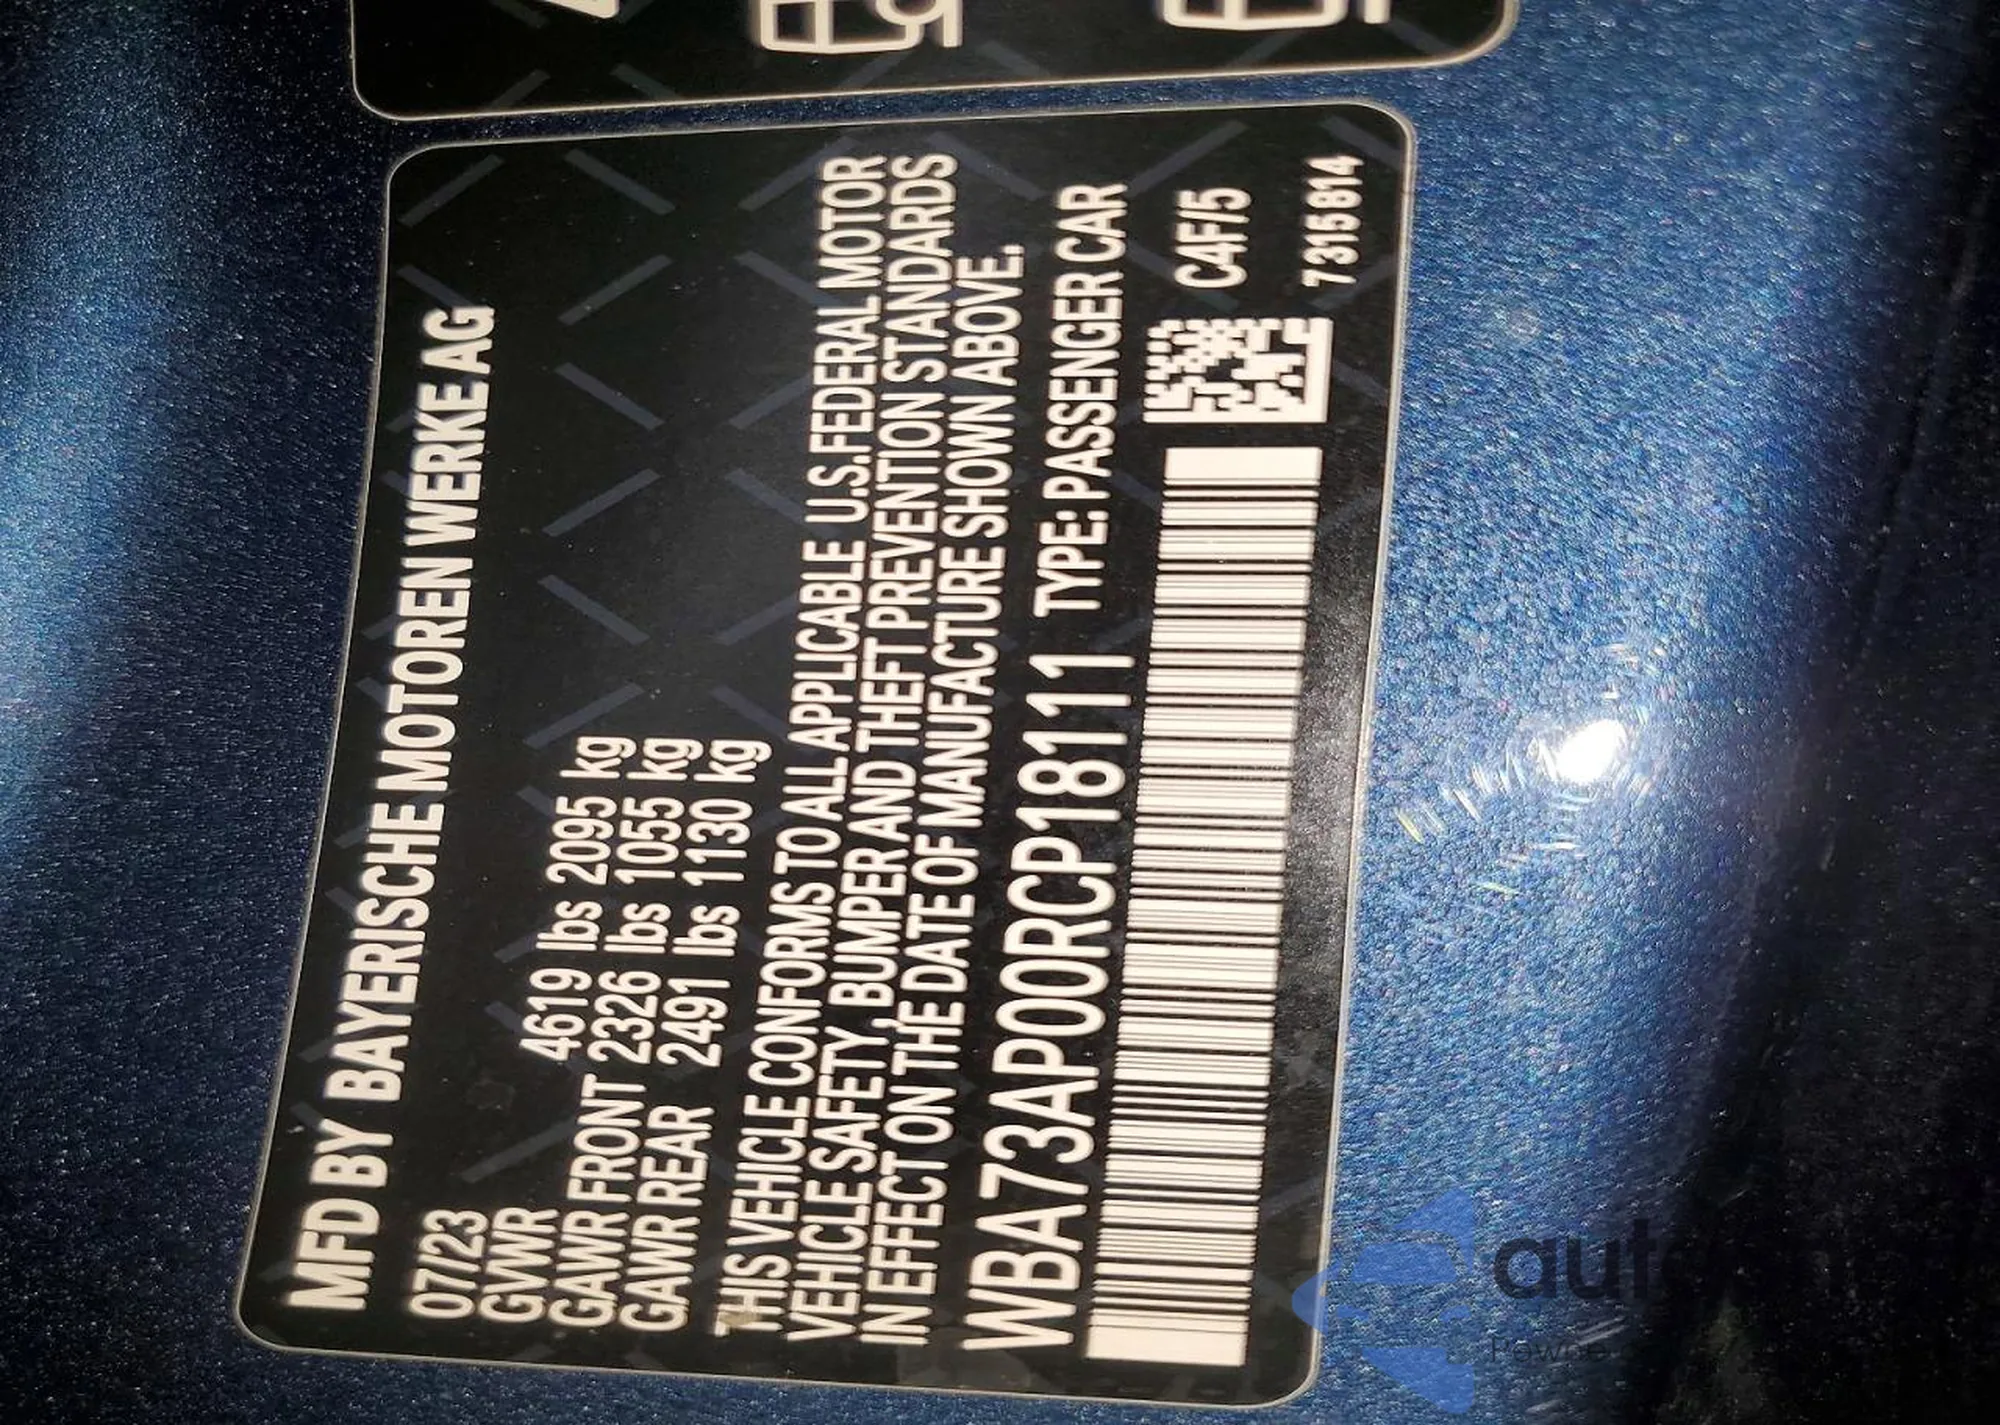 MFD BY BAYERISCHE MOTOREN WERKE AG
07/23
GVWR 4619 lbs 2095 kg
GAWR FRONT 2326 lbs 1055 kg
GAWR REAR 2491 lbs 1130 kg
THIS VEHICLE CONFORMS TO ALL APPLICABLE U.S.FEDERAL MOTOR
VEHICLE SAFETY, BUMPER AND THEFT PREVENTION STANDARDS
IN EFFECT ON THE DATE OF MANUFACTURE SHOWN ABOVE.
WBA73AP00RCP18111 TYPE: PASSENGER CAR
C4F/5
7315814